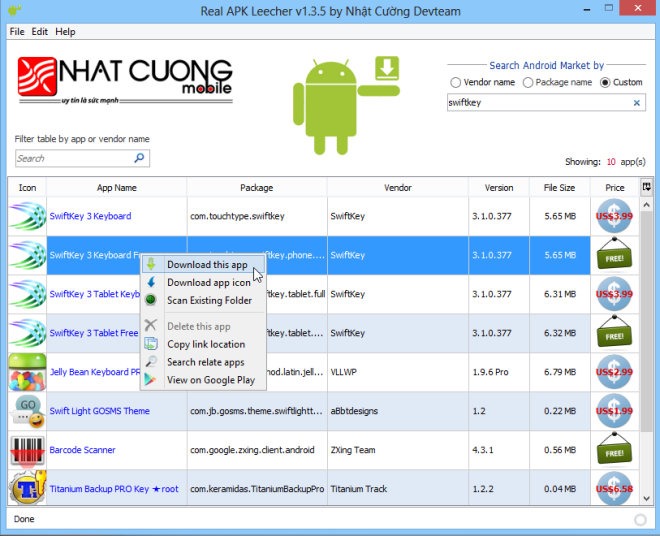 Real APK Leecher v1.3.5 by Nhật Cường Devteam
File Edit Help
NHAT CUONG
mobile
uy tín là sức mạnh
Search Android Market by
Vendor name Package name Custom
swiftkey
Filter table by app or vendor name
Search
Showing: 10 app(s)
Icon App Name Package Vendor Version File Size Price
SwiftKey 3 Keyboard com.touchtype.swiftkey SwiftKey 3.1.0.377 5.65 MB US$3.99
SwiftKey 3 Keyboard swiftkey.phone.... SwiftKey 3.1.0.377 5.65 MB FREE!
Download this app
Download app icon
SwiftKey 3 Tablet swiftkey.tablet.full SwiftKey 3.1.0.377 6.31 MB US$3.99
Scan Existing Folder
Delete this app
SwiftKey 3 Tablet Free .tablet.... SwiftKey 3.1.0.377 6.32 MB FREE!
Copy link location
Search relate apps
Jelly Bean Keyboard PR mod.latin.jell... VLLWP 1.9.6 Pro 6.79 MB US$2.99
View on Google Play
GO
Swift Light GOSMS Theme com.jb.gosms.theme.swiftlightt... aBbtdesigns 1.2 0.22 MB US$1.99
Barcode Scanner com.google.zxing.client.android ZXing Team 4.3.1 0.56 MB FREE!
Titanium Backup PRO Key ★root com.keramidas.TitaniumBackupPro Titanium Track 1.2.2 0.04 MB US$6.58
Done